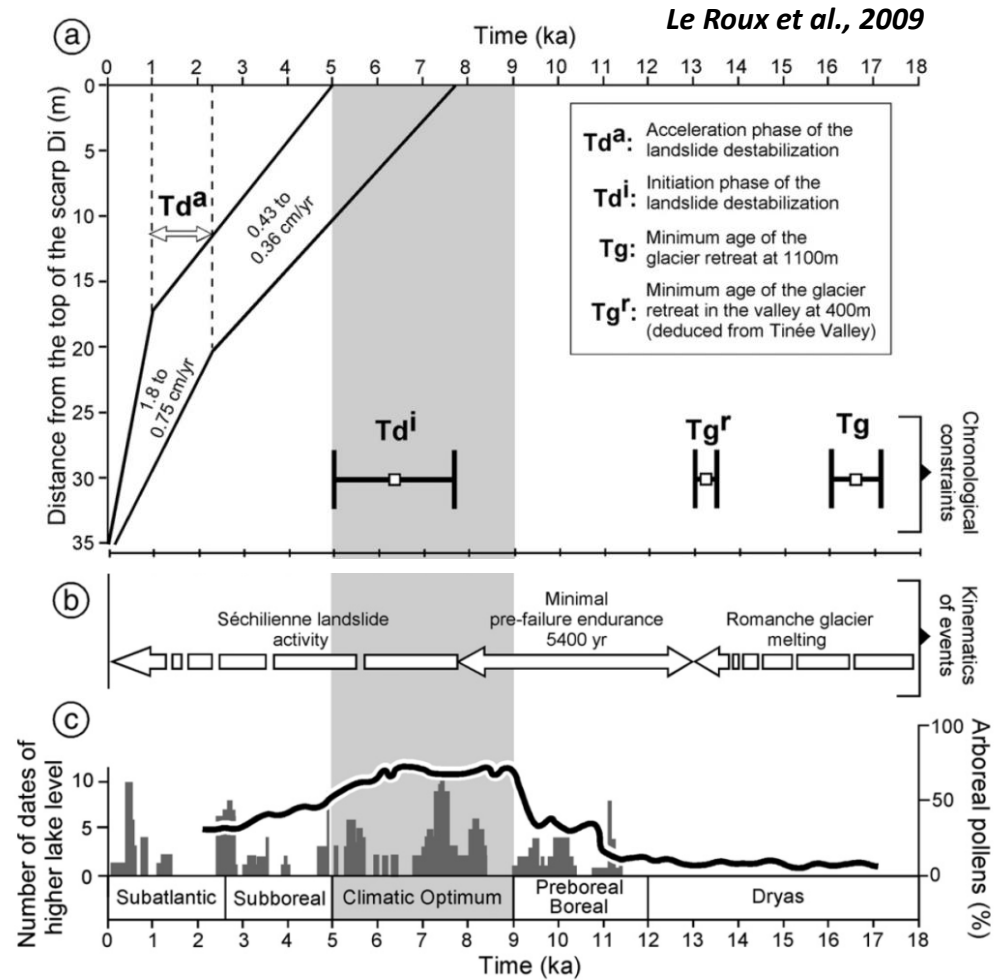 Le Roux et al., 2009
a
Time (ka)
0 1 2 3 4 5 6 7 8 9 10 11 12 13 14 15 16 17 18
Distance from the top of the scarp Di (m)
0
5
10
15
20
25
30
35
Tda
0.43 to
0.36 cm/yr
1.8 to
0.75 cm/yr
Tda: Acceleration phase of the
landslide destabilization
Tdi: Initiation phase of the
landslide destabilization
Tg: Minimum age of the
glacier retreat at 1100m
Tgr: Minimum age of the glacier
retreat in the valley at 400m
(deduced from Tinée Valley)
Tdi
Tgr
Tg
Chronological
constraints
b
Séchilienne landslide
activity
Minimal
pre-failure endurance
5400 yr
Romanche glacier
melting
Kinematics
of events
c
Number of dates of
higher lake level
10
5
0
100
50
0
Arboreal pollens (%)
Subatlantic
Subboreal
Climatic Optimum
Preboreal
Boreal
Dryas
0 1 2 3 4 5 6 7 8 9 10 11 12 13 14 15 16 17 18
Time (ka)